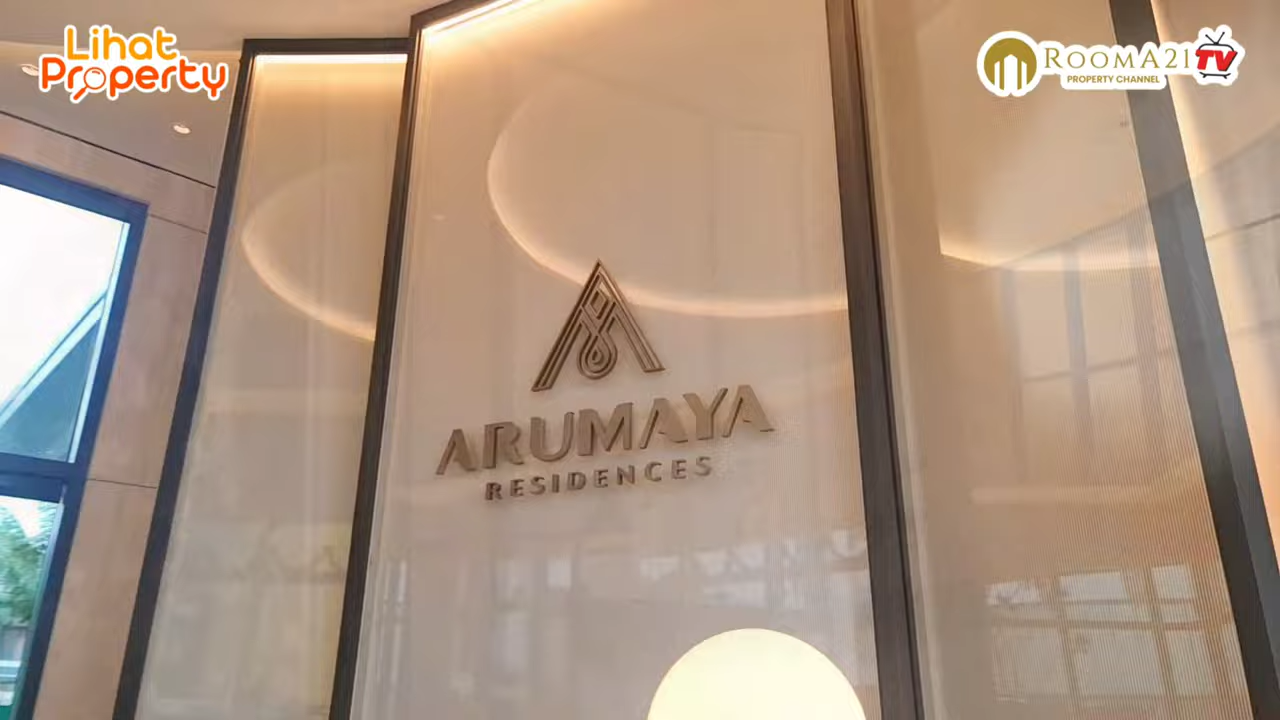 Lihat
Property
ROOMA21 TV
PROPERTY CHANNEL
ARUMAYA
RESIDENCES